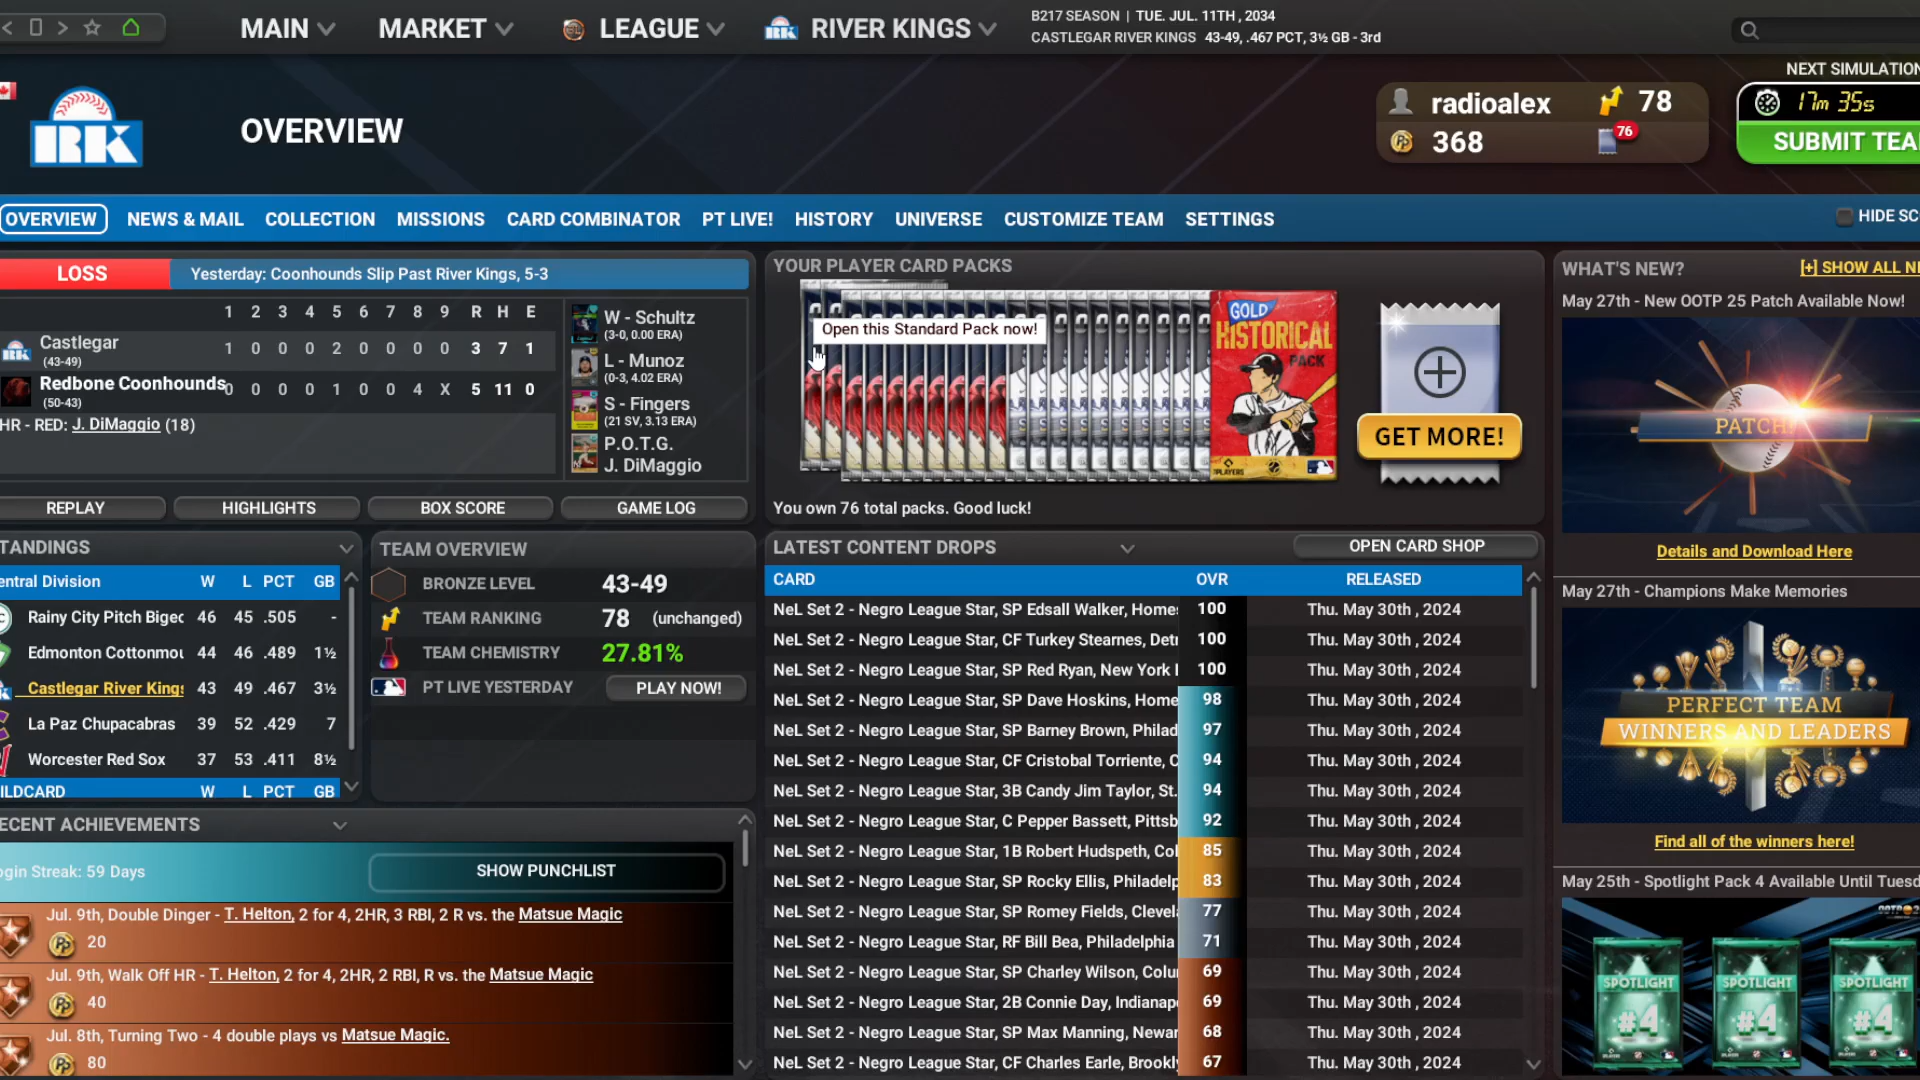 MAIN
MARKET
LEAGUE
RK
RIVER KINGS
B217 SEASON | TUE. JUL. 11TH , 2034
CASTLEGAR RIVER KINGS 43-49, .467 PCT, 3½ GB - 3rd
RK
OVERVIEW
radioalex 78
368 76
NEXT SIMULATION
17m 35s
SUBMIT TEA
OVERVIEW NEWS & MAIL COLLECTION MISSIONS CARD COMBINATOR PT LIVE! HISTORY UNIVERSE CUSTOMIZE TEAM SETTINGS
HIDE SC
LOSS Yesterday: Coonhounds Slip Past River Kings, 5-3
1 2 3 4 5 6 7 8 9 R H E
Castlegar 1 0 0 0 2 0 0 0 0 3 7 1
(43-49)
Redbone Coonhounds 0 0 0 0 1 0 0 4 X 5 11 0
(50-43)
HR - RED: J. DiMaggio (18)
W - Schultz
(3-0, 0.00 ERA)
L - Munoz
(0-3, 4.02 ERA)
S - Fingers
(21 SV, 3.13 ERA)
P.O.T.G.
J. DiMaggio
REPLAY HIGHLIGHTS BOX SCORE GAME LOG
YOUR PLAYER CARD PACKS
Open this Standard Pack now!
GOLD
HISTORICAL
PACK
GET MORE!
You own 76 total packs. Good luck!
WHAT'S NEW? [+] SHOW ALL NE
May 27th - New OOTP 25 Patch Available Now!
PATCH!
Details and Download Here
May 27th - Champions Make Memories
PERFECT TEAM
WINNERS AND LEADERS
Find all of the winners here!
May 25th - Spotlight Pack 4 Available Until Tuesd
SPOTLIGHT SPOTLIGHT SPOTLIGHT
#4 #4 #4
TANDINGS
entral Division W L PCT GB
Rainy City Pitch Bigec 46 45 .505 -
Edmonton Cottonmou 44 46 .489 1½
Castlegar River Kings 43 49 .467 3½
La Paz Chupacabras 39 52 .429 7
Worcester Red Sox 37 53 .411 8½
ILDCARD W L PCT GB
TEAM OVERVIEW
BRONZE LEVEL 43-49
TEAM RANKING 78 (unchanged)
TEAM CHEMISTRY 27.81%
PT LIVE YESTERDAY PLAY NOW!
ECENT ACHIEVEMENTS
ogin Streak: 59 Days SHOW PUNCHLIST
Jul. 9th, Double Dinger - T. Helton, 2 for 4, 2HR, 3 RBI, 2 R vs. the Matsue Magic
20
Jul. 9th, Walk Off HR - T. Helton, 2 for 4, 2HR, 2 RBI, R vs. the Matsue Magic
40
Jul. 8th, Turning Two - 4 double plays vs Matsue Magic.
80
LATEST CONTENT DROPS OPEN CARD SHOP
CARD OVR RELEASED
NeL Set 2 - Negro League Star, SP Edsall Walker, Home: 100 Thu. May 30th , 2024
NeL Set 2 - Negro League Star, CF Turkey Stearnes, Detr 100 Thu. May 30th , 2024
NeL Set 2 - Negro League Star, SP Red Ryan, New York 100 Thu. May 30th , 2024
NeL Set 2 - Negro League Star, SP Dave Hoskins, Home 98 Thu. May 30th , 2024
NeL Set 2 - Negro League Star, SP Barney Brown, Philad 97 Thu. May 30th , 2024
NeL Set 2 - Negro League Star, CF Cristobal Torriente, C 94 Thu. May 30th , 2024
NeL Set 2 - Negro League Star, 3B Candy Jim Taylor, St. 94 Thu. May 30th , 2024
NeL Set 2 - Negro League Star, C Pepper Bassett, Pittsb 92 Thu. May 30th , 2024
NeL Set 2 - Negro League Star, 1B Robert Hudspeth, Col 85 Thu. May 30th , 2024
NeL Set 2 - Negro League Star, SP Rocky Ellis, Philadelp 83 Thu. May 30th , 2024
NeL Set 2 - Negro League Star, SP Romey Fields, Clevela 77 Thu. May 30th , 2024
NeL Set 2 - Negro League Star, RF Bill Bea, Philadelphia 71 Thu. May 30th , 2024
NeL Set 2 - Negro League Star, SP Charley Wilson, Colu 69 Thu. May 30th , 2024
NeL Set 2 - Negro League Star, 2B Connie Day, Indianap 69 Thu. May 30th , 2024
NeL Set 2 - Negro League Star, SP Max Manning, Newar 68 Thu. May 30th , 2024
NeL Set 2 - Negro League Star, CF Charles Earle, Brookly 67 Thu. May 30th , 2024